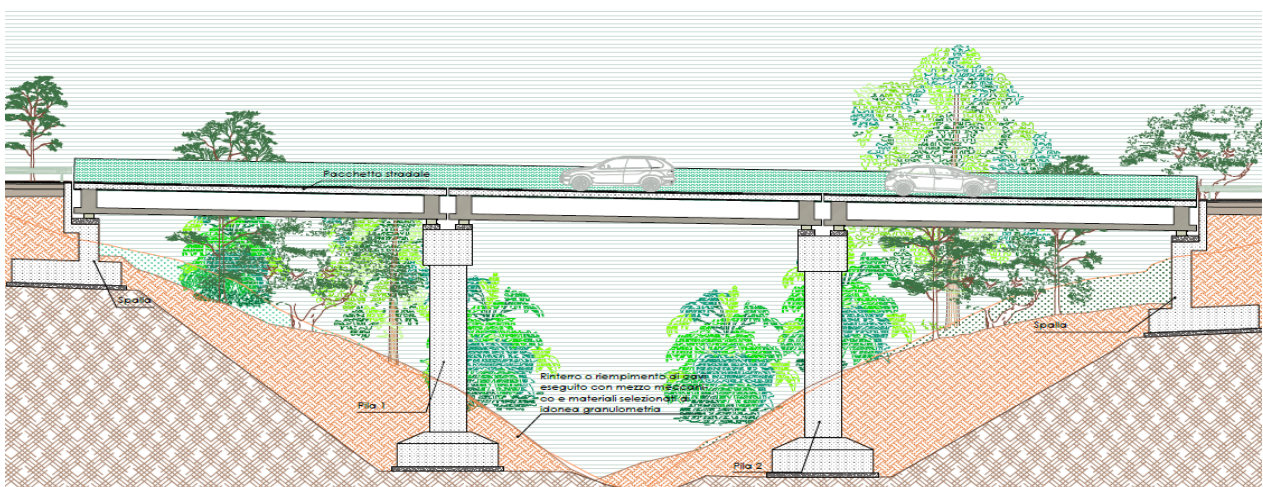 Pacchetto stradale
Spalla
Spalla
Rinterro o riempimento di cavi
eseguito con mezzo meccani-
co e materiali selezionati di
idonea granulometria
Pila 1
Pila 2